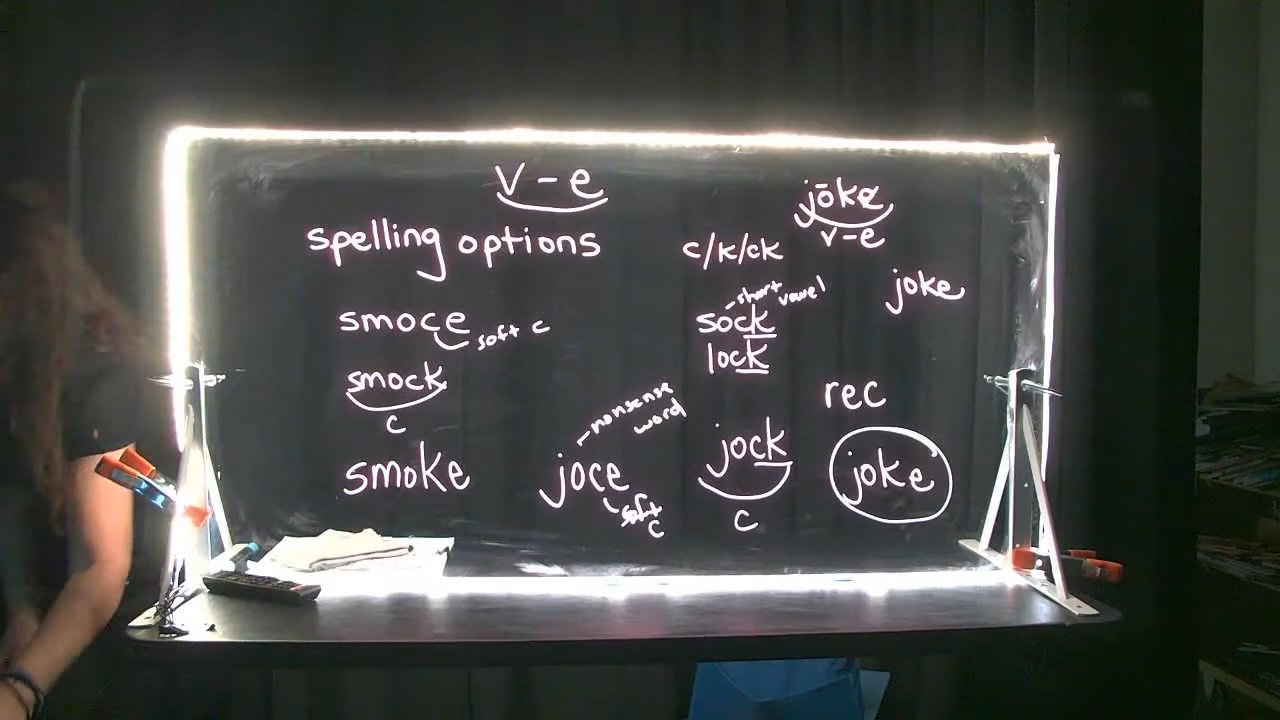 v-e
spelling options
smoce soft c
smock
c
smoke
joce
nonsense
word
soft
c
jōke
v-e
c/k/ck
joke
short
vowel
sock
lock
rec
jock
c
joke